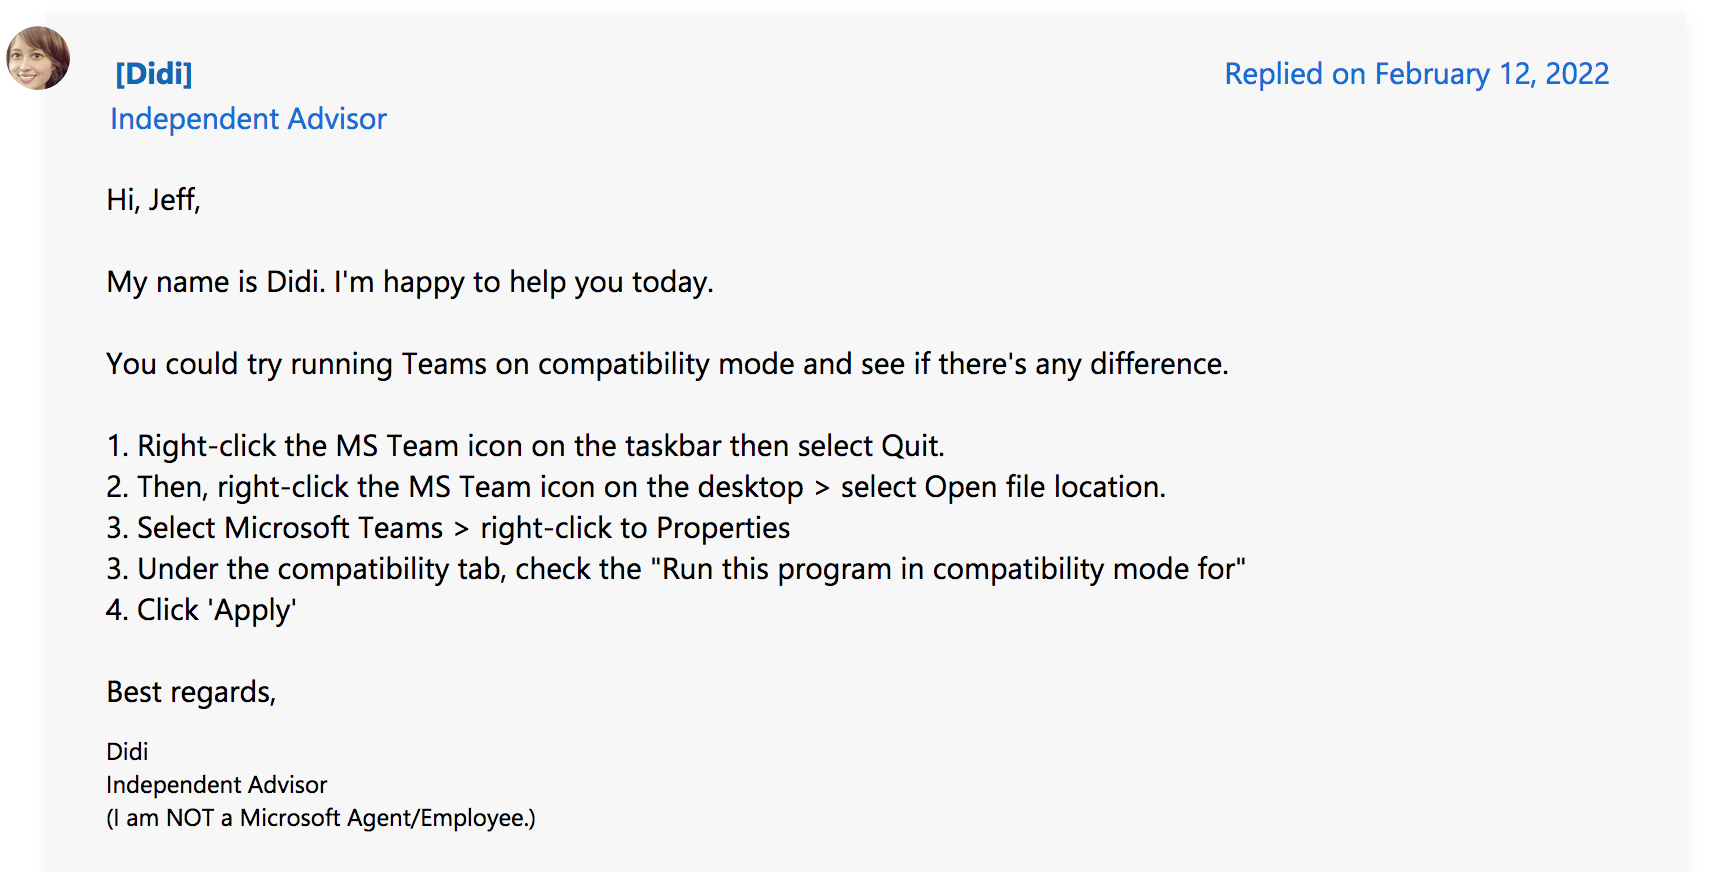 [Didi]
Replied on February 12, 2022
Independent Advisor
Hi, Jeff,
My name is Didi. I'm happy to help you today.
You could try running Teams on compatibility mode and see if there's any difference.
1. Right-click the MS Team icon on the taskbar then select Quit.
2. Then, right-click the MS Team icon on the desktop > select Open file location.
3. Select Microsoft Teams > right-click to Properties
3. Under the compatibility tab, check the "Run this program in compatibility mode for"
4. Click 'Apply'
Best regards,
Didi
Independent Advisor
(I am NOT a Microsoft Agent/Employee.)